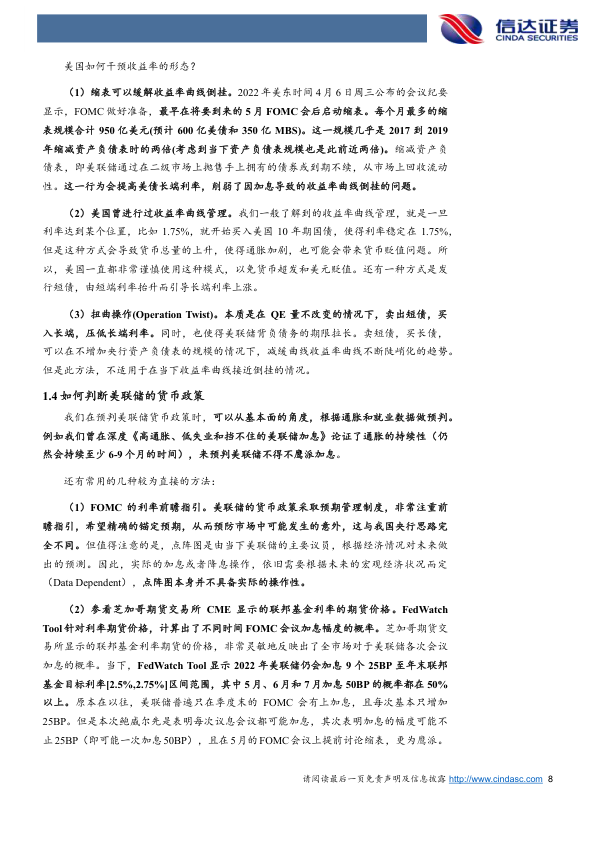 信达证券
CINDA SECURITIES
美国如何干预收益率的形态？
（1）缩表可以缓解收益率曲线倒挂。2022 年美东时间 4 月 6 日周三公布的会议纪要
显示，FOMC 做好准备，最早在将要到来的 5 月 FOMC 会后启动缩表。每个月最多的缩
表规模合计 950 亿美元(预计 600 亿美债和 350 亿 MBS)。这一规模几乎是 2017 到 2019
年缩减资产负债表时的两倍(考虑到当下资产负债表规模也是此前近两倍)。缩减资产负
债表，即美联储通过在二级市场上抛售手上拥有的债券或到期不续，从市场上回收流动
性。这一行为会提高美债长端利率，削弱了因加息导致的收益率曲线倒挂的问题。
（2）美国曾进行过收益率曲线管理。我们一般了解到的收益率曲线管理，就是一旦
利率达到某个位置，比如 1.75%，就开始买入美国 10 年期国债，使得利率稳定在 1.75%，
但是这种方式会导致货币总量的上升，使得通胀加剧，也可能会带来货币贬值问题。所
以，美国一直都非常谨慎使用这种模式，以免货币超发和美元贬值。还有一种方式是发
行短债，由短端利率抬升而引导长端利率上涨。
（3）扭曲操作(Operation Twist)。本质是在 QE 量不改变的情况下，卖出短债，买
入长端，压低长端利率。同时，也使得美联储背负债务的期限拉长。卖短债，买长债，
可以在不增加央行资产负债表的规模的情况下，减缓曲线收益率曲线不断陡峭化的趋势。
但是此方法，不适用于在当下收益率曲线接近倒挂的情况。
1.4 如何判断美联储的货币政策
我们在预判美联储货币政策时，可以从基本面的角度，根据通胀和就业数据做预判。
例如我们曾在深度《高通胀、低失业和挡不住的美联储加息》论证了通胀的持续性（仍
然会持续至少 6-9 个月的时间），来预判美联储不得不鹰派加息。
还有常用的几种较为直接的方法：
（1）FOMC 的利率前瞻指引。美联储的货币政策采取预期管理制度，非常注重前
瞻指引，希望精确的锚定预期，从而预防市场中可能发生的意外，这与我国央行思路完
全不同。但值得注意的是，点阵图是由当下美联储的主要议员，根据经济情况对未来做
出的预测。因此，实际的加息或者降息操作，依旧需要根据未来的宏观经济状况而定
（Data Dependent），点阵图本身并不具备实际的操作性。
（2）参看芝加哥期货交易所 CME 显示的联邦基金利率的期货价格。FedWatch
Tool 针对利率期货价格，计算出了不同时间 FOMC 会议加息幅度的概率。芝加哥期货交
易所显示的联邦基金利率期货的价格，非常灵敏地反映出了全市场对于美联储各次会议
加息的概率。当下，FedWatch Tool 显示 2022 年美联储仍会加息 9 个 25BP 至年末联邦
基金目标利率[2.5%,2.75%]区间范围，其中 5 月、6 月和 7 月加息 50BP 的概率都在 50%
以上。原本在以往，美联储普遍只在季度末的 FOMC 会有上加息，且每次基本只增加
25BP。但是本次鲍威尔先是表明每次议息会议都可能加息，其次表明加息的幅度可能不
止 25BP（即可能一次加息 50BP），且在 5 月的 FOMC 会议上提前讨论缩表，更为鹰派。
请阅读最后一页免责声明及信息披露 http://www.cindasc.com 8